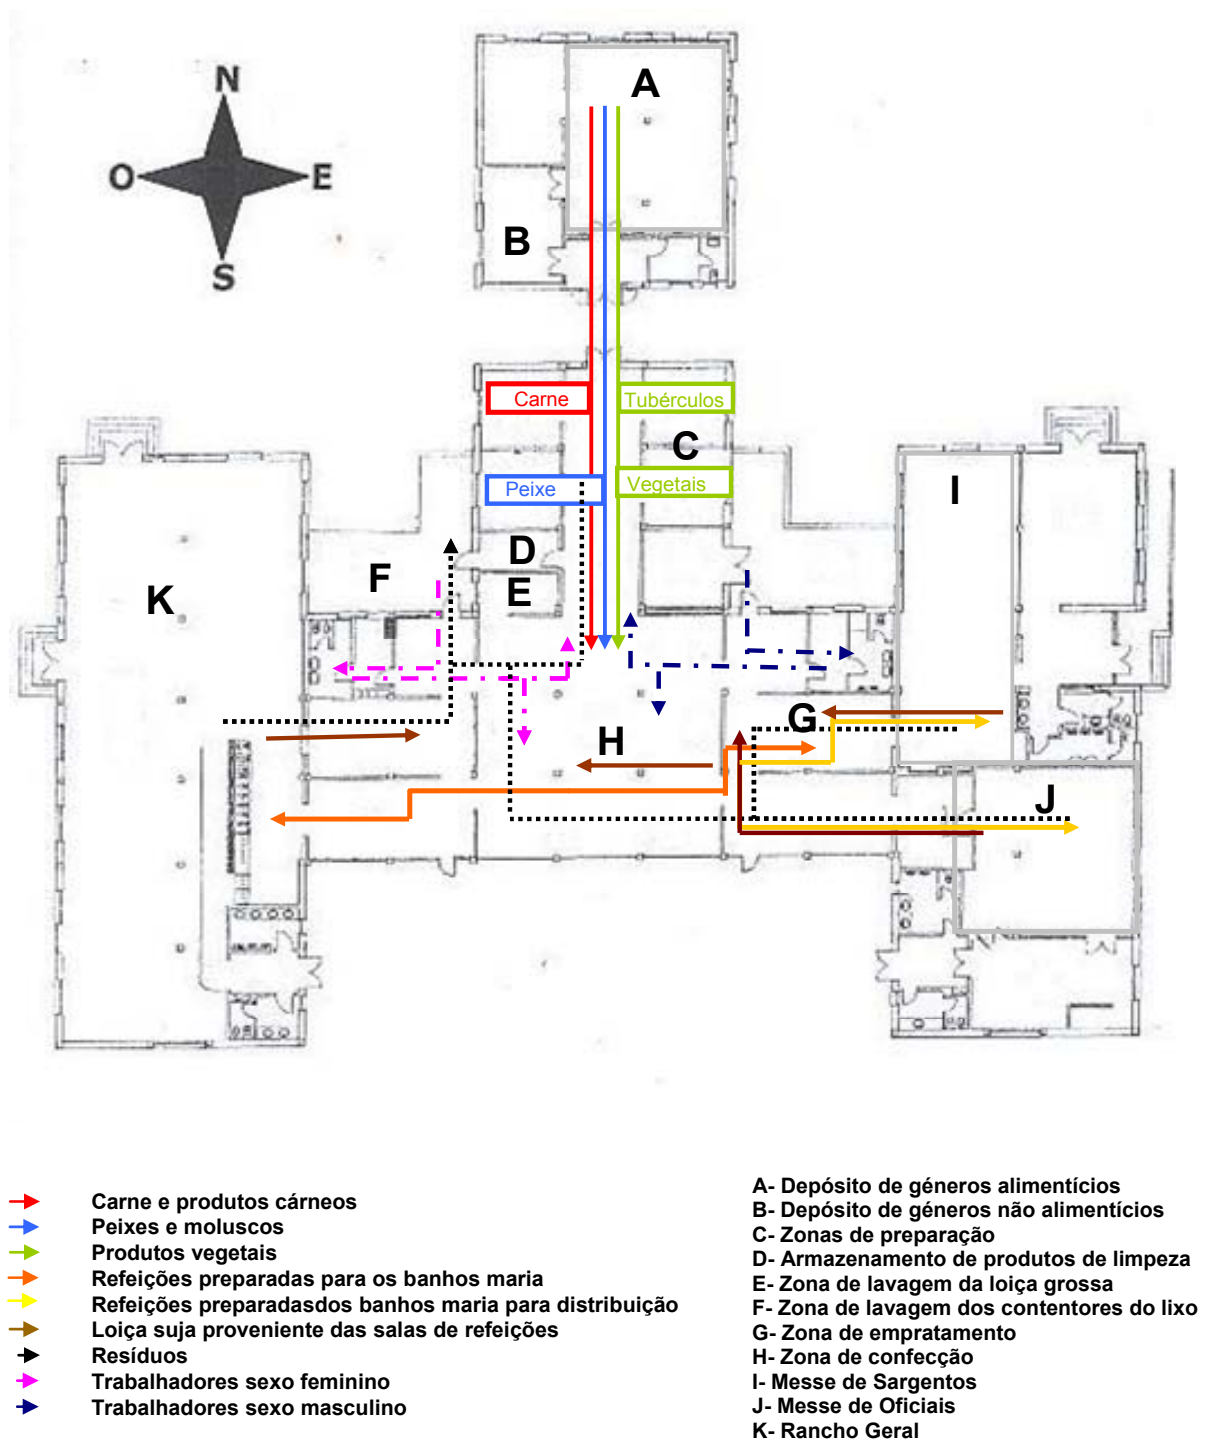 N
O
E
S
A
B
Carne
Tubérculos
C
Peixe
Vegetais
I
D
F
E
K
G
H
J
Carne e produtos cárneos
Peixes e moluscos
Produtos vegetais
Refeições preparadas para os banhos maria
Refeições preparadasdos banhos maria para distribuição
Loiça suja proveniente das salas de refeições
Resíduos
Trabalhadores sexo feminino
Trabalhadores sexo masculino
A- Depósito de géneros alimentícios
B- Depósito de géneros não alimentícios
C- Zonas de preparação
D- Armazenamento de produtos de limpeza
E- Zona de lavagem da loiça grossa
F- Zona de lavagem dos contentores do lixo
G- Zona de empratamento
H- Zona de confecção
I- Messe de Sargentos
J- Messe de Oficiais
K- Rancho Geral